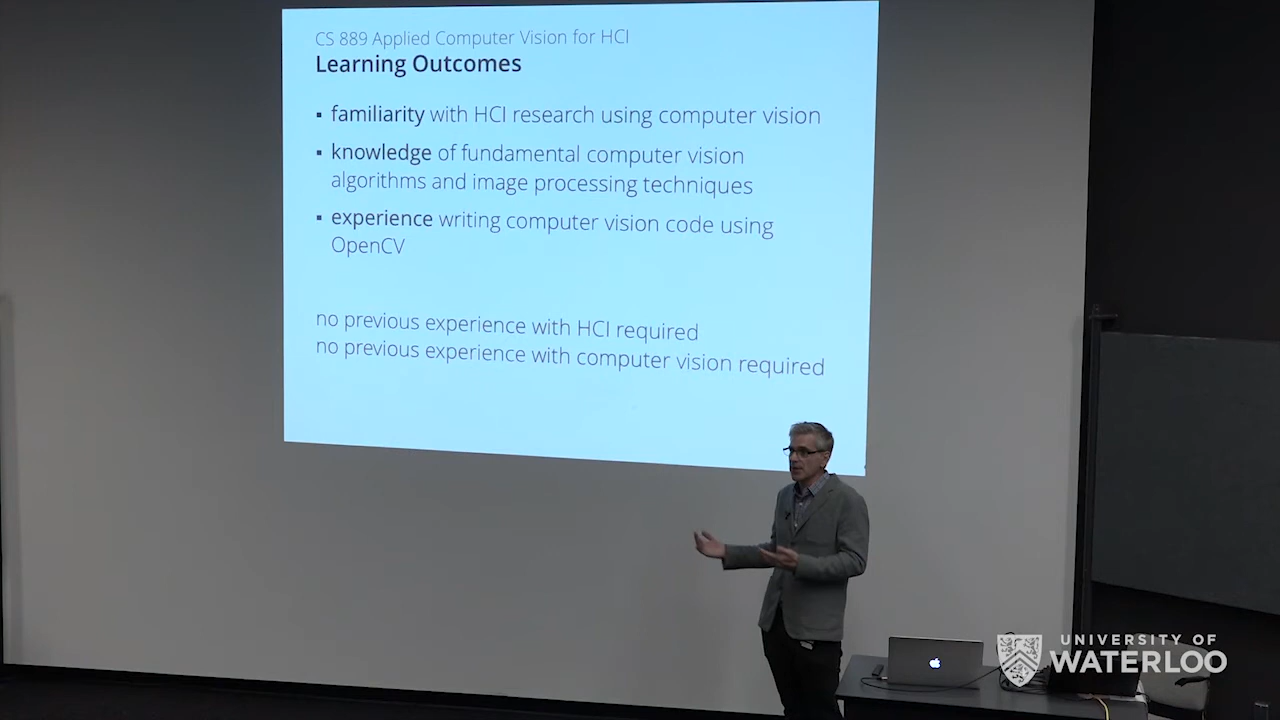 CS 889 Applied Computer Vision for HCI
Learning Outcomes
▪ familiarity with HCI research using computer vision
▪ knowledge of fundamental computer vision
algorithms and image processing techniques
▪ experience writing computer vision code using
OpenCV
no previous experience with HCI required
no previous experience with computer vision required
UNIVERSITY OF
WATERLOO